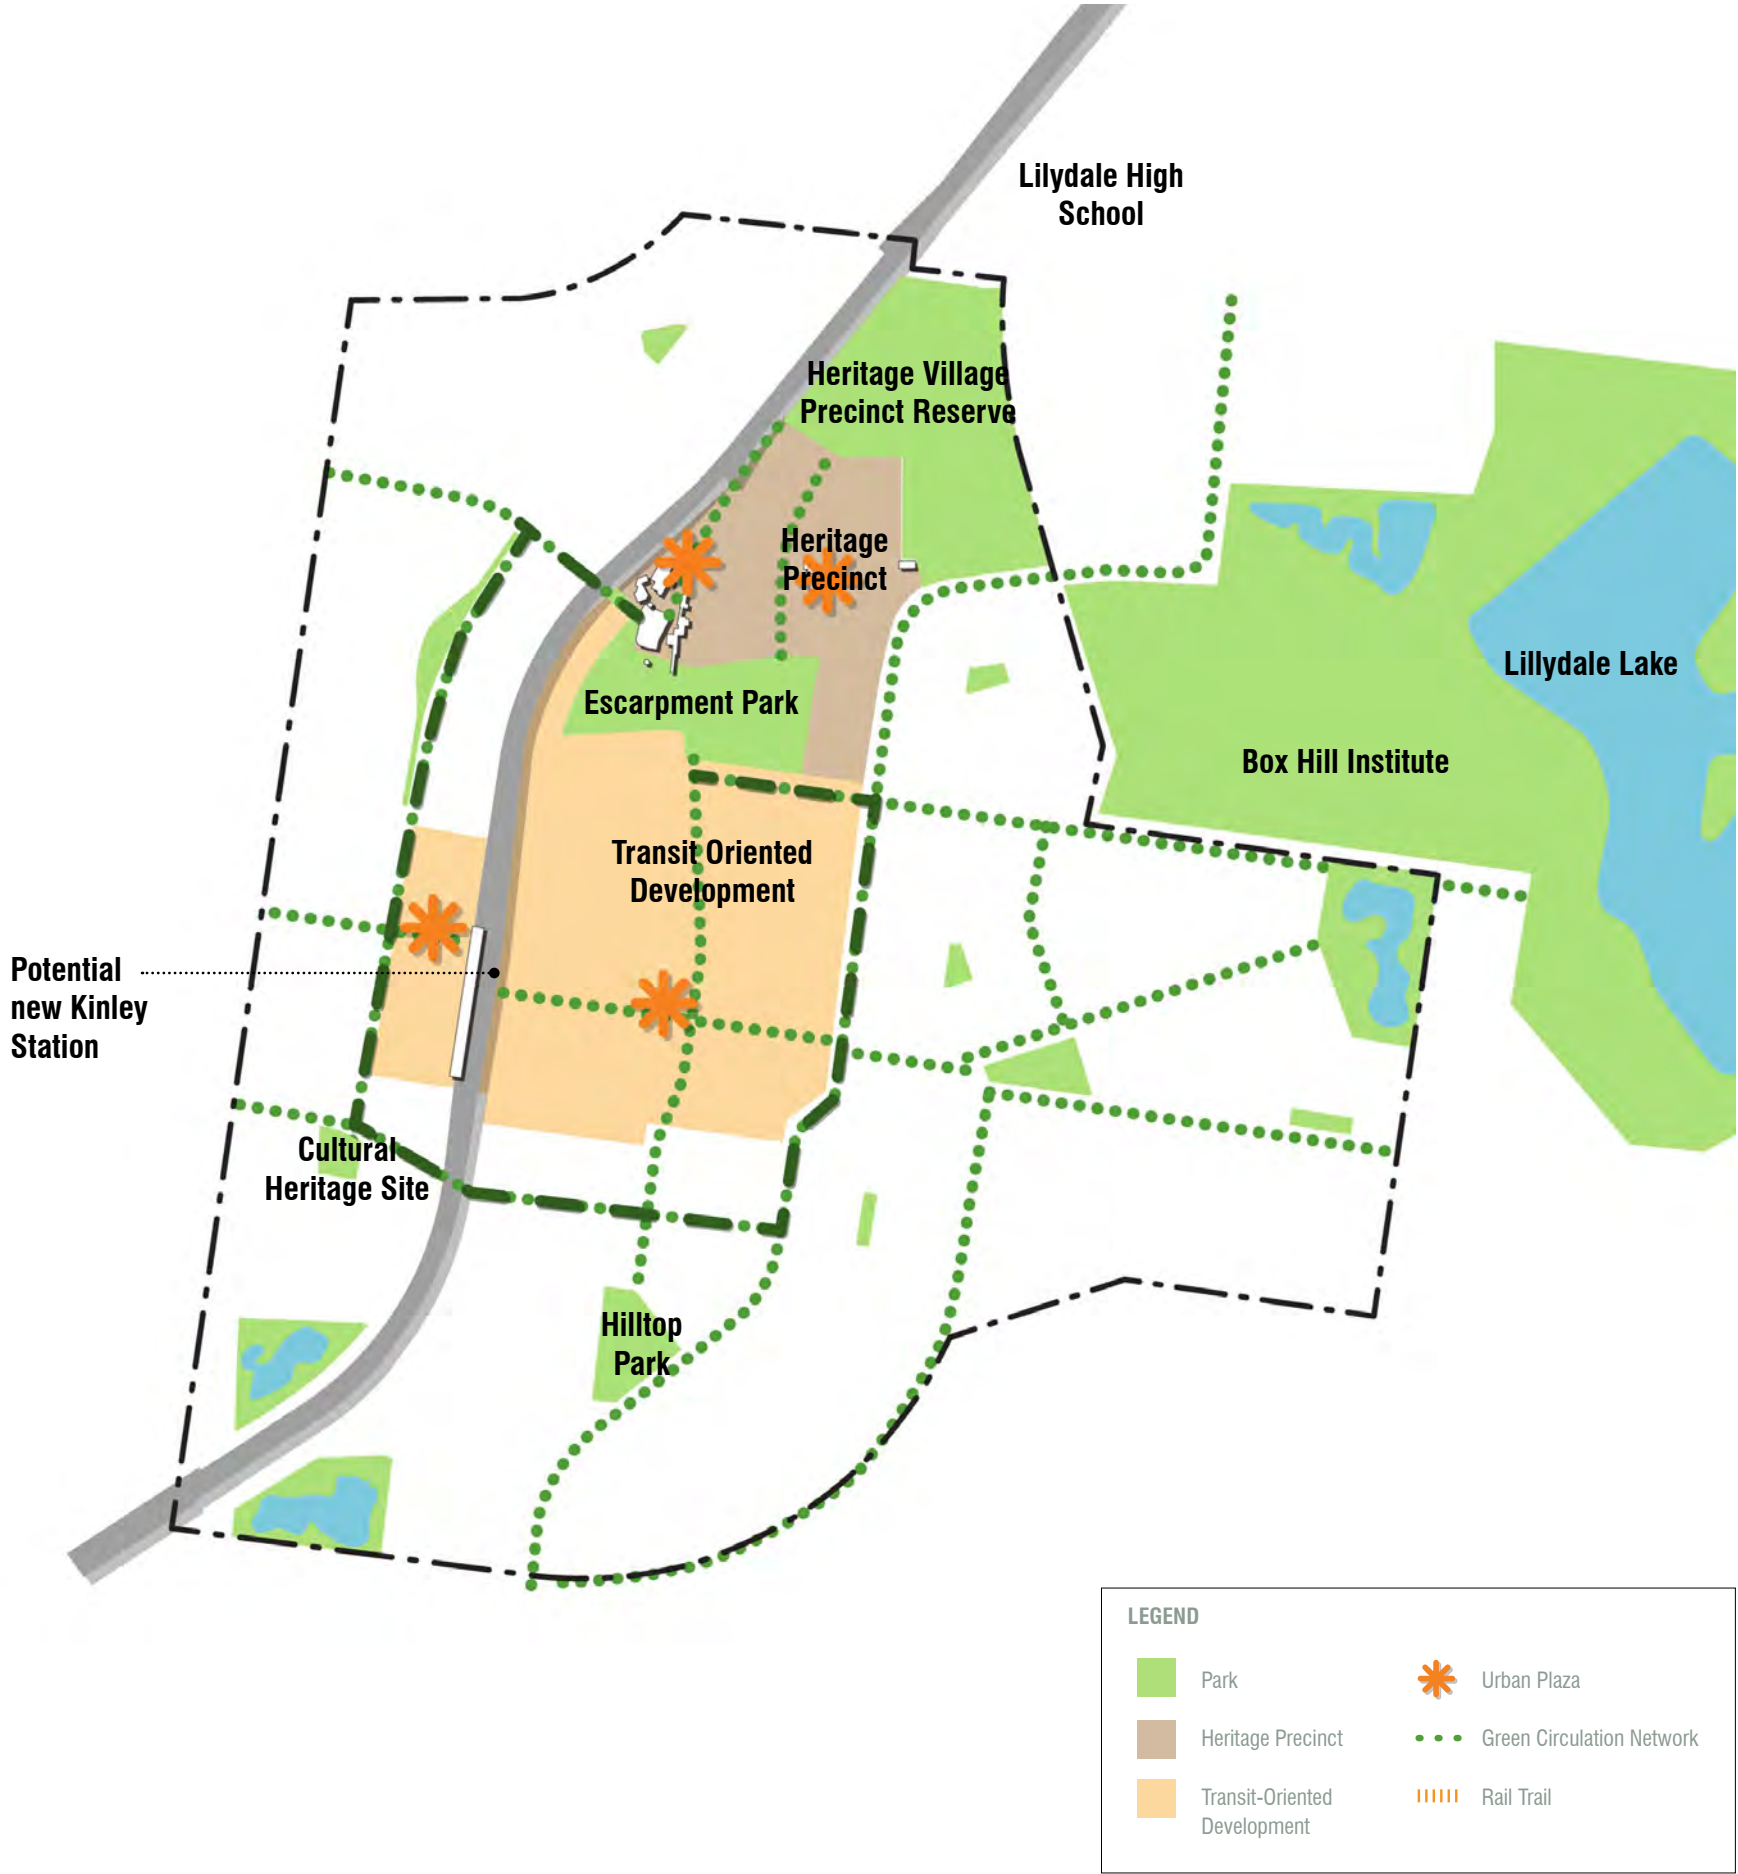 Lilydale High
School
Heritage Village
Precinct Reserve
Heritage
Precinct
Lillydale Lake
Escarpment Park
Box Hill Institute
Transit Oriented
Development
Potential
new Kinley
Station
Cultural
Heritage Site
Hilltop
Park
LEGEND
Park
Heritage Precinct
Transit-Oriented
Development
Urban Plaza
Green Circulation Network
Rail Trail